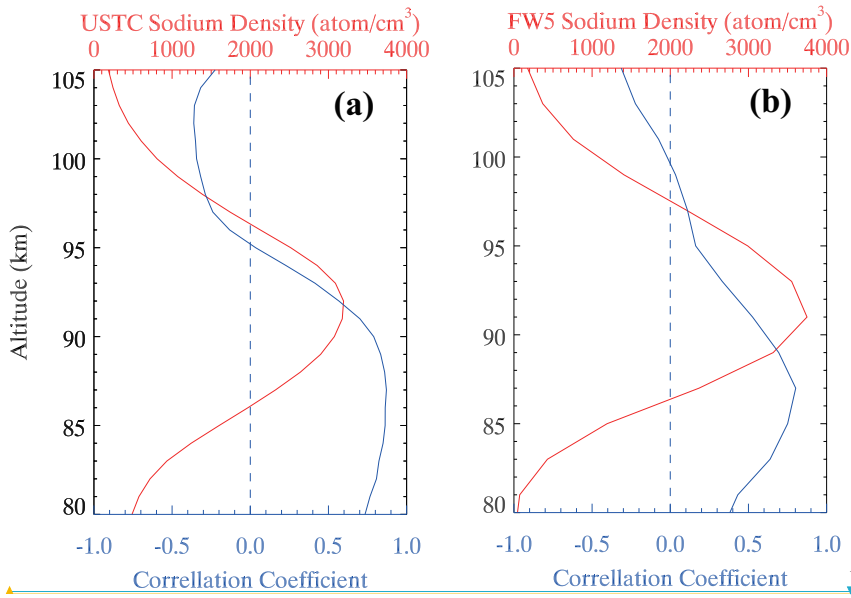 USTC Sodium Density (atom/cm³)
0 1000 2000 3000 4000
(a)
105
100
95
90
85
80
Altitude (km)
-1.0 -0.5 0.0 0.5 1.0
Correllation Coefficient
FW5 Sodium Density (atom/cm³)
0 1000 2000 3000 4000
(b)
105
100
95
90
85
80
-1.0 -0.5 0.0 0.5 1.0
Correllation Coefficient